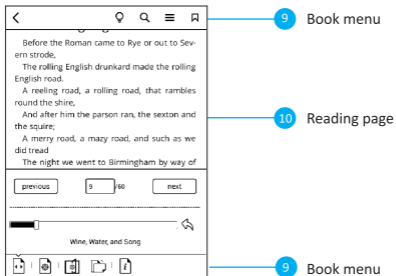 9 Book menu
Before the Roman came to Rye or out to Sev-
ern strode,
The rolling English drunkard made the rolling
English road.
A reeling road, a rolling road, that rambles
round the shire,
And after him the parson ran, the sexton and
the squire;
A merry road, a mazy road, and such as we
did tread
The night we went to Birmingham by way of
10 Reading page
previous 9 /60 next
Wine, Water, and Song
9 Book menu